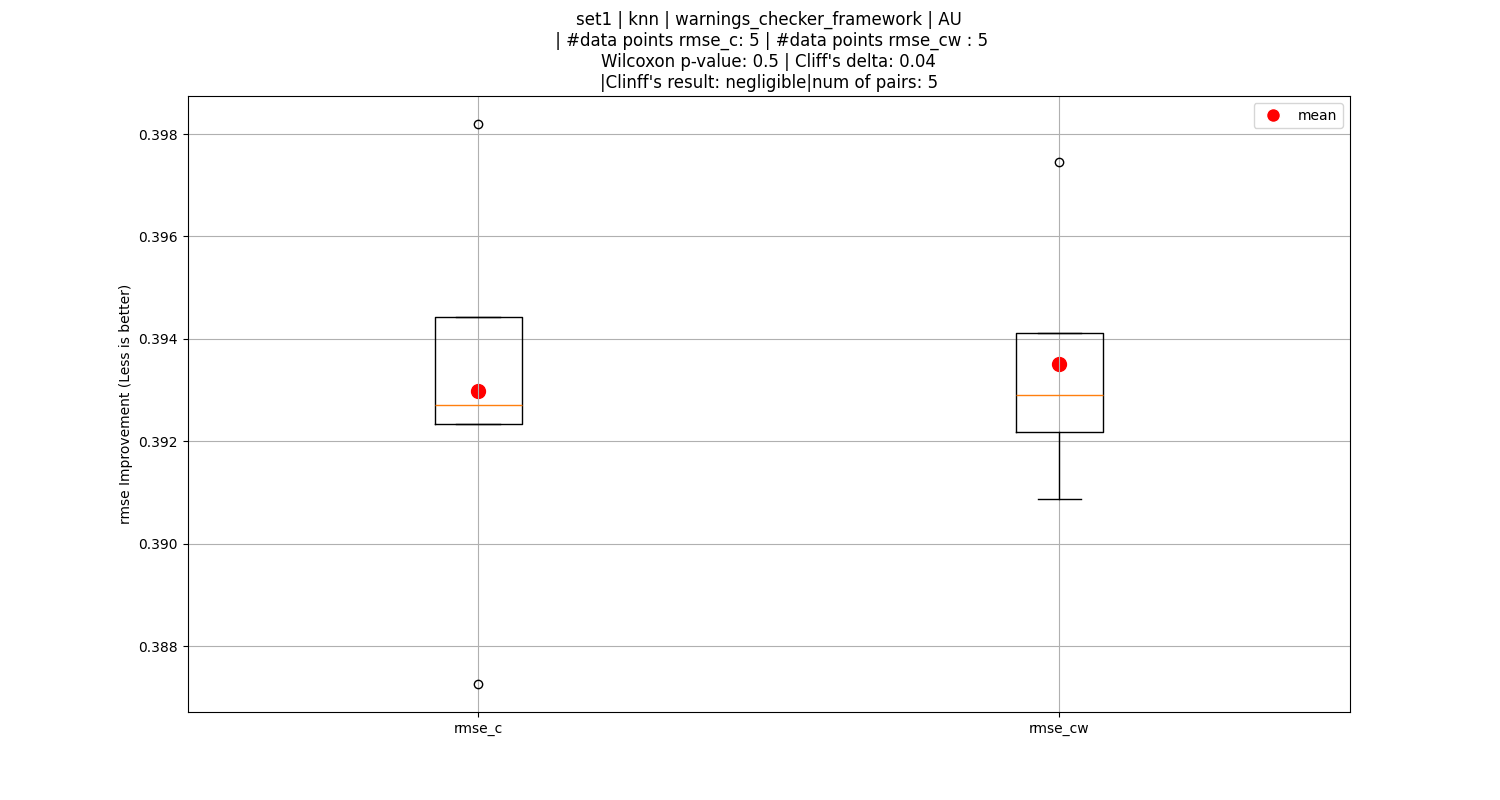 set1 | knn | warnings_checker_framework | AU
| #data points rmse_c: 5 | #data points rmse_cw : 5
Wilcoxon p-value: 0.5 | Cliff's delta: 0.04
|Clinff's result: negligible|num of pairs: 5
mean
0.398
0.396
0.394
0.392
0.390
0.388
rmse Improvement (Less is better)
rmse_c
rmse_cw